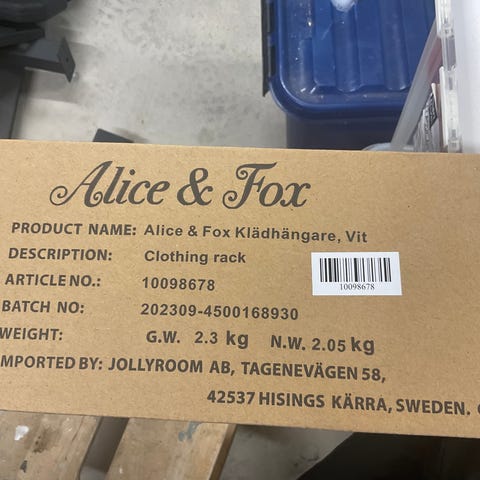 Alice & Fox
PRODUCT NAME: Alice & Fox Klädhängare, Vit
DESCRIPTION: Clothing rack
ARTICLE NO.: 10098678
10098678
BATCH NO: 202309-4500168930
WEIGHT: G.W. 2.3 kg N.W. 2.05 kg
MPORTED BY: JOLLYROOM AB, TAGENEVÄGEN 58,
42537 HISINGS KÄRRA, SWEDEN.